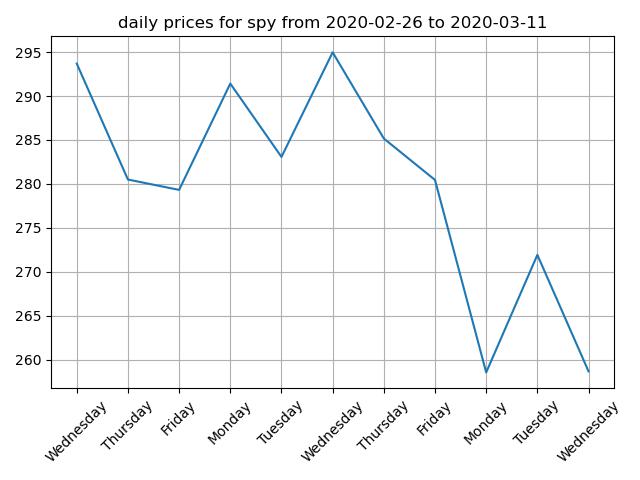 daily prices for spy from 2020-02-26 to 2020-03-11
295
290
285
280
275
270
265
260
Wednesday
Thursday
Friday
Monday
Tuesday
Wednesday
Thursday
Friday
Monday
Tuesday
Wednesday